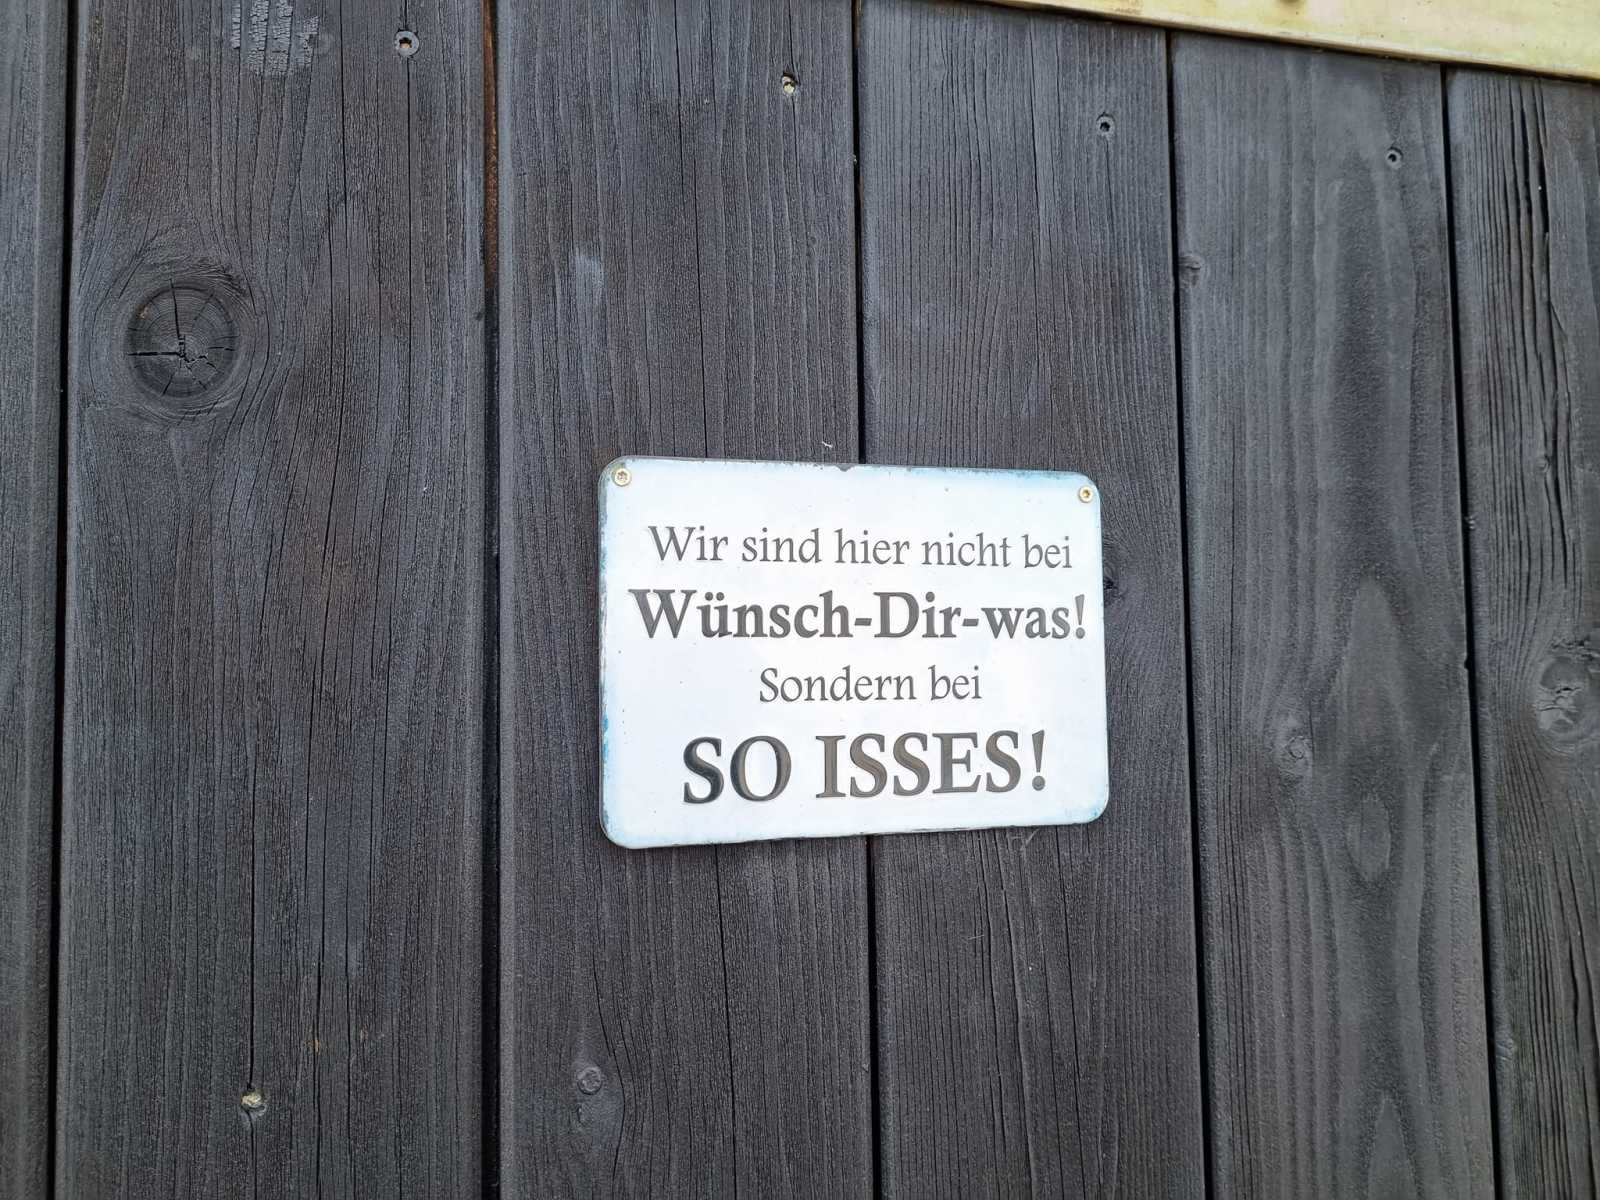 Wir sind hier nicht bei
Wünsch-Dir-was!
Sondern bei
SO ISSES!